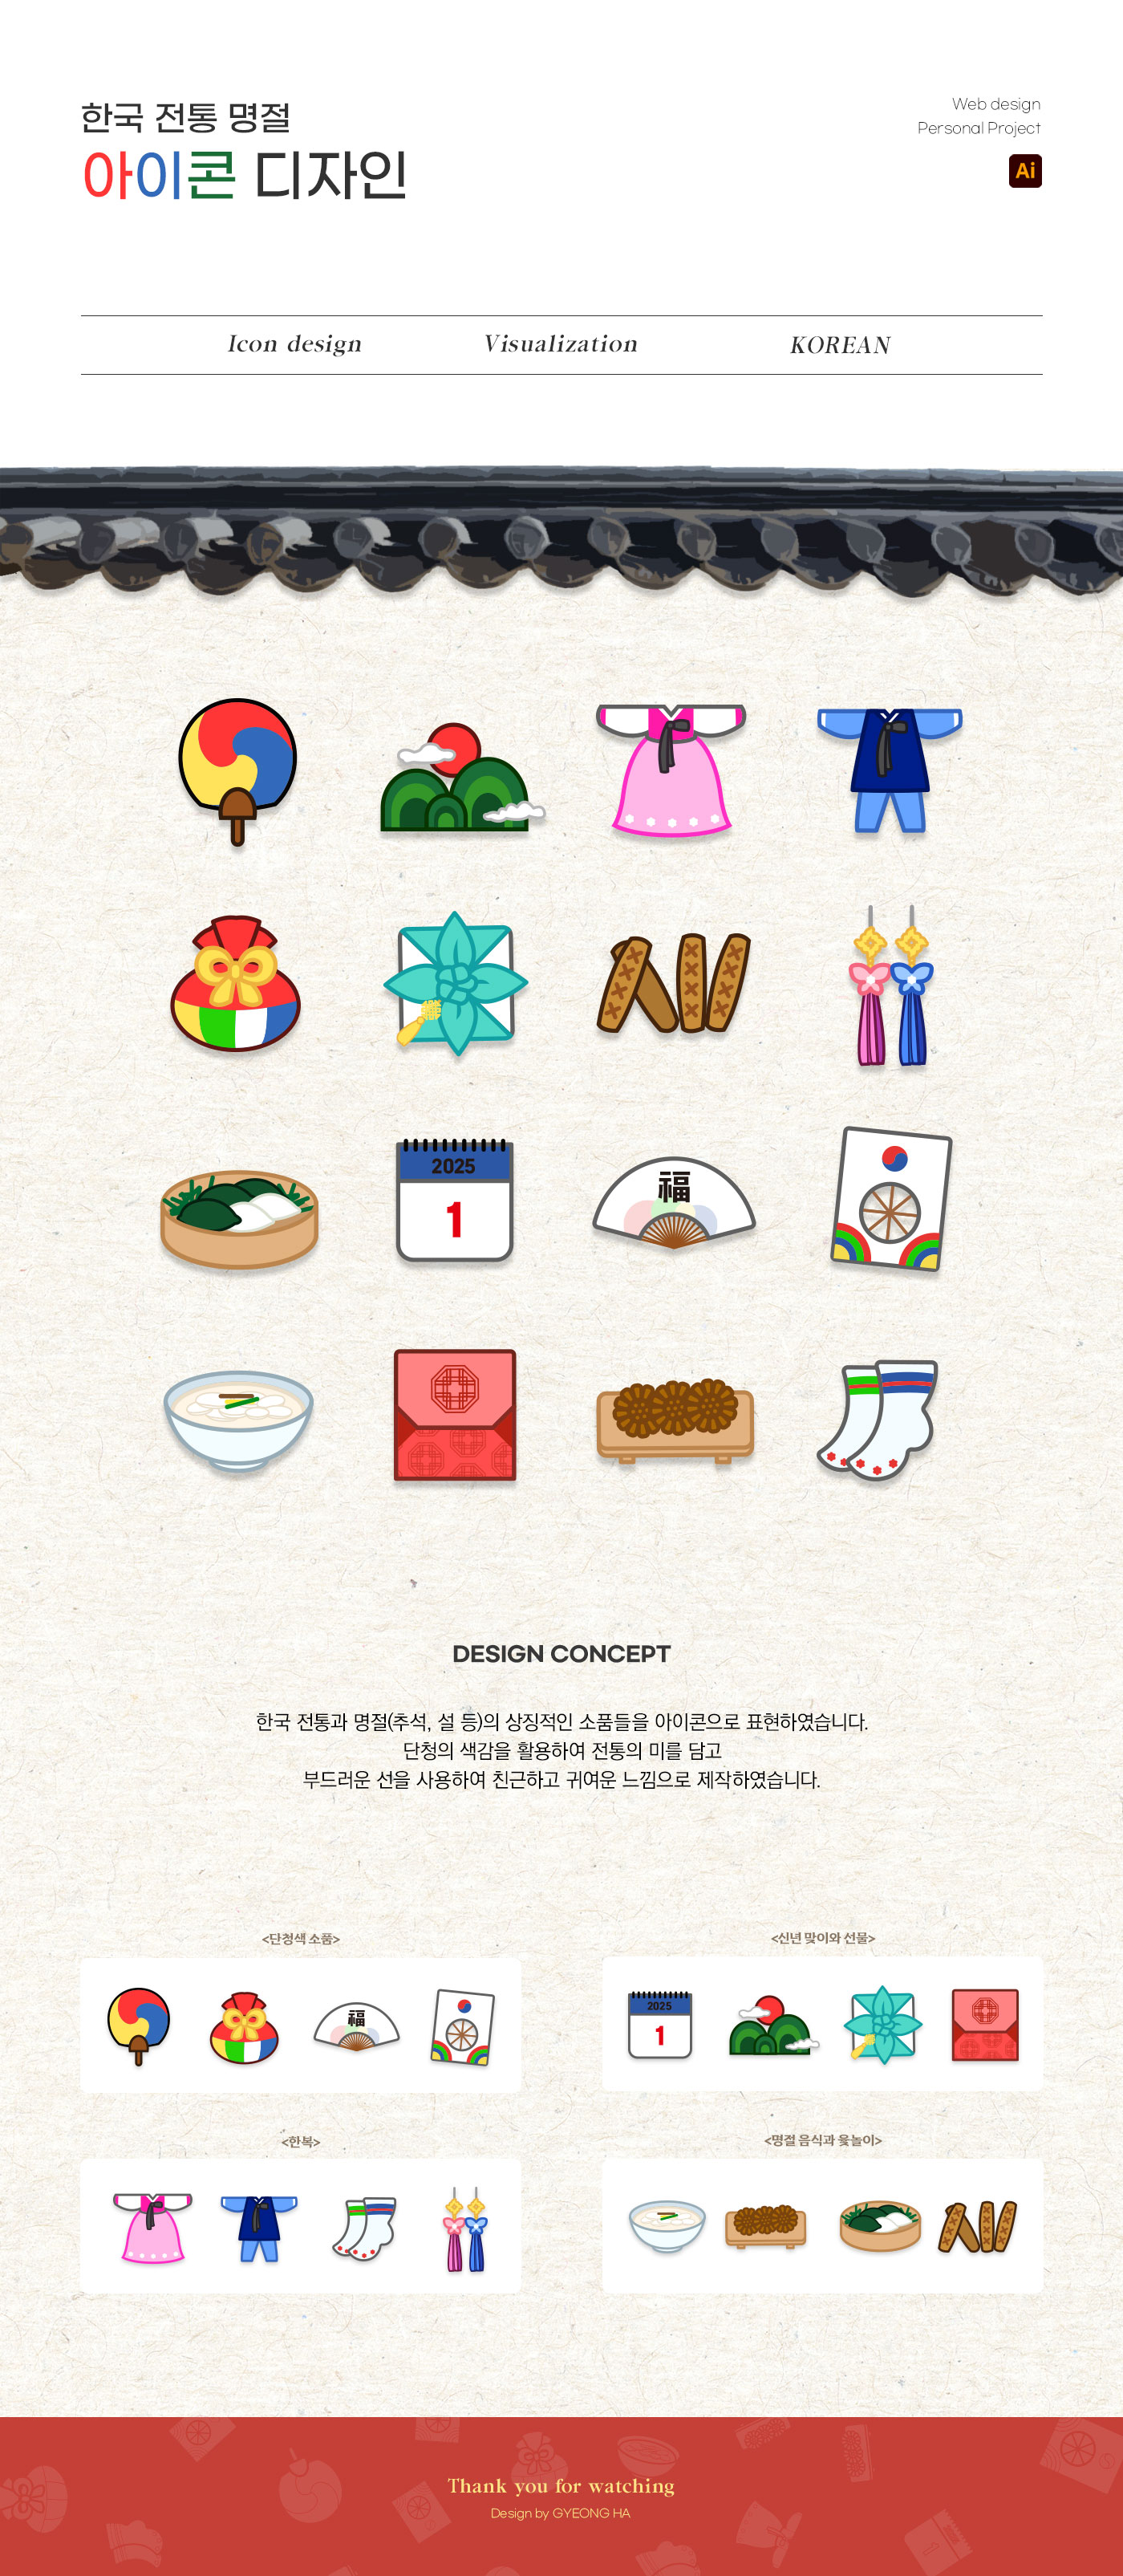 한국 전통 명절
아이콘 디자인
Web design
Personal Project
Ai
Icon design
Visualization
KOREAN
2025
1
福
DESIGN CONCEPT
한국 전통과 명절(추석, 설 등)의 상징적인 소품들을 아이콘으로 표현하였습니다.
단청의 색감을 활용하여 전통의 미를 담고
부드러운 선을 사용하여 친근하고 귀여운 느낌으로 제작하였습니다.
<단청색 소품>
福
<신년 맞이와 선물>
2025
1
<한복>
<명절 음식과 윷놀이>
Thank you for watching
Design by GYEONG HA